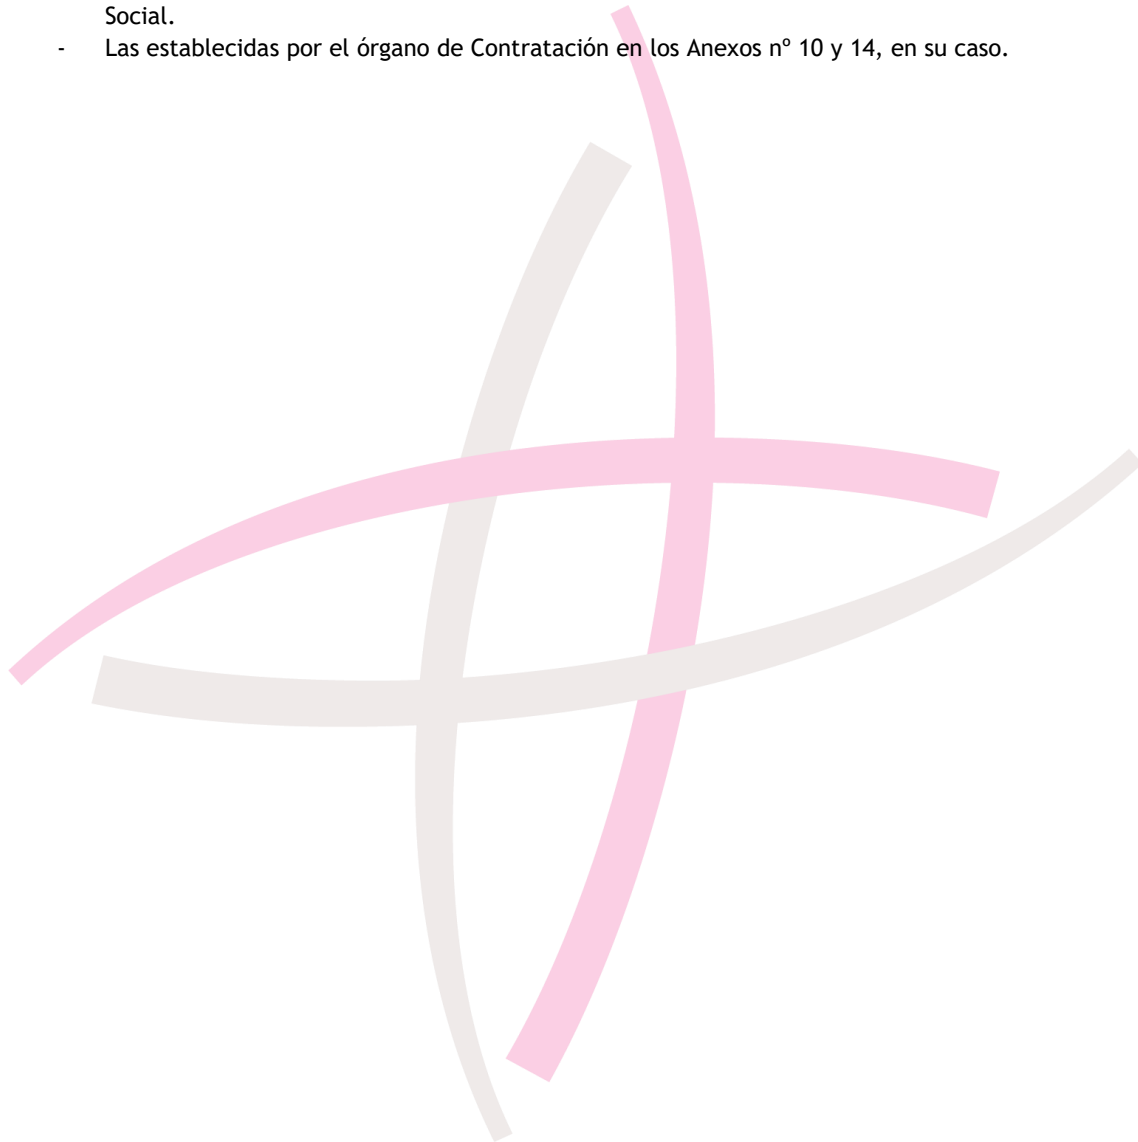 Social.
- Las establecidas por el órgano de Contratación en los Anexos nº 10 y 14, en su caso.